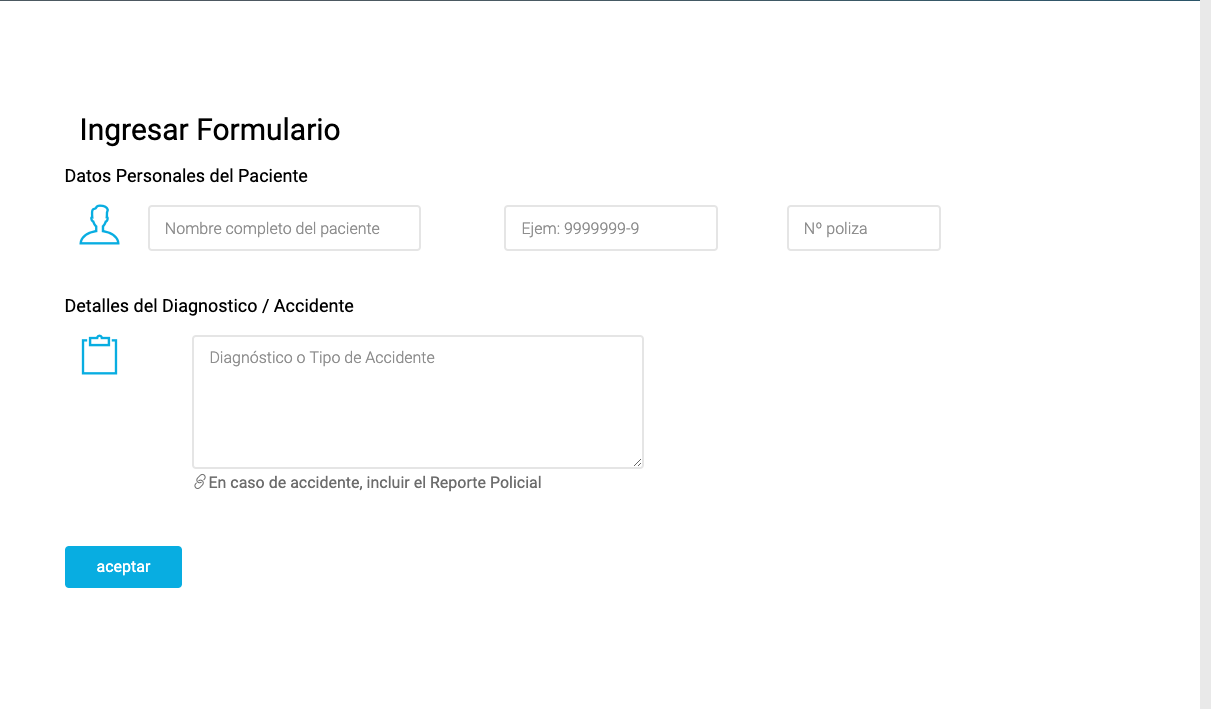 Ingresar Formulario
Datos Personales del Paciente
Nombre completo del paciente
Ejem: 9999999-9
Nº poliza
Detalles del Diagnostico / Accidente
Diagnóstico o Tipo de Accidente
En caso de accidente, incluir el Reporte Policial
aceptar